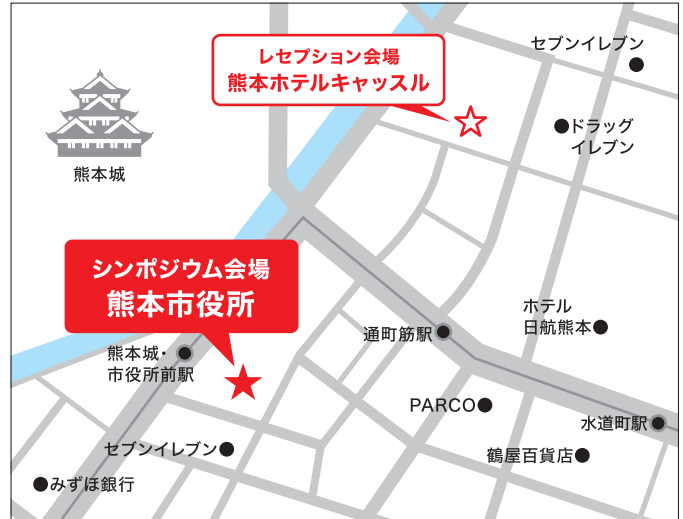 セブンイレブン
レセプション会場
熊本ホテルキャッスル
ドラッグ
イレブン
熊本城
シンポジウム会場
熊本市役所
ホテル
日航熊本
通町筋駅
熊本城・
市役所前駅
PARCO
水道町駅
セブンイレブン
鶴屋百貨店
みずほ銀行